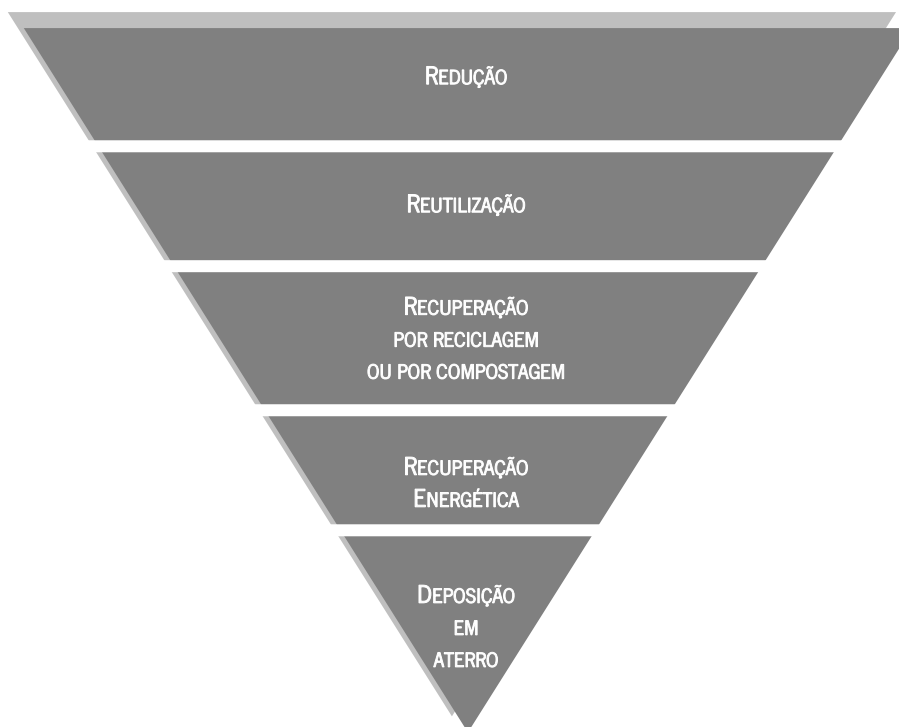 REDUÇÃO
REUTILIZAÇÃO
RECUPERAÇÃO
POR RECICLAGEM
OU POR COMPOSTAGEM
RECUPERAÇÃO
ENERGÉTICA
DEPOSIÇÃO
EM
ATERRO